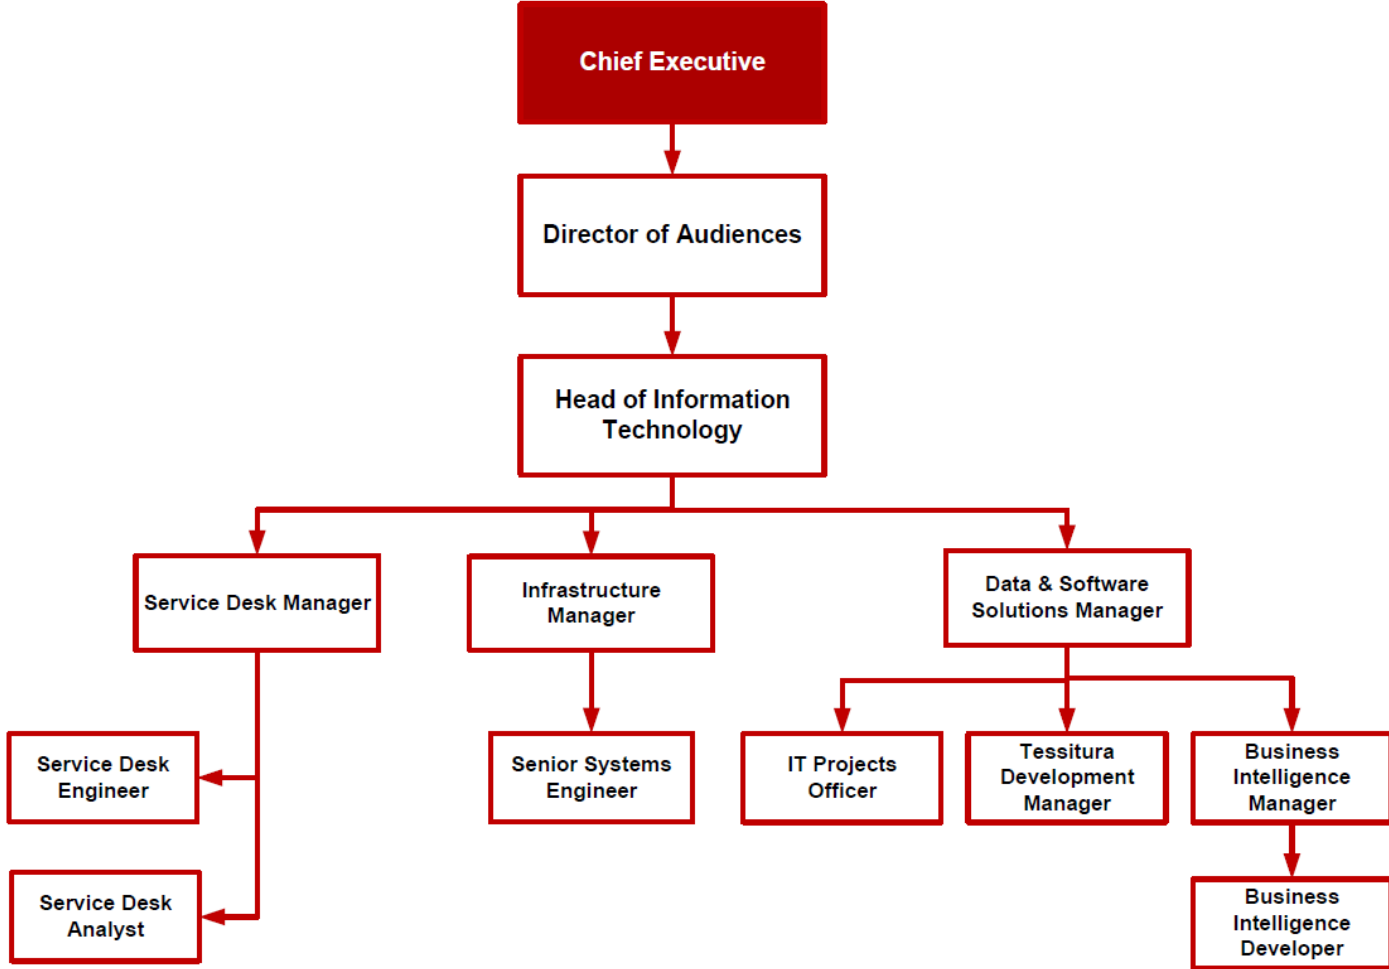 Chief Executive
Director of Audiences
Head of Information
Technology
Service Desk Manager
Infrastructure
Manager
Data & Software
Solutions Manager
Service Desk
Engineer
Senior Systems
Engineer
IT Projects
Officer
Tessitura
Development
Manager
Business
Intelligence
Manager
Service Desk
Analyst
Business
Intelligence
Developer